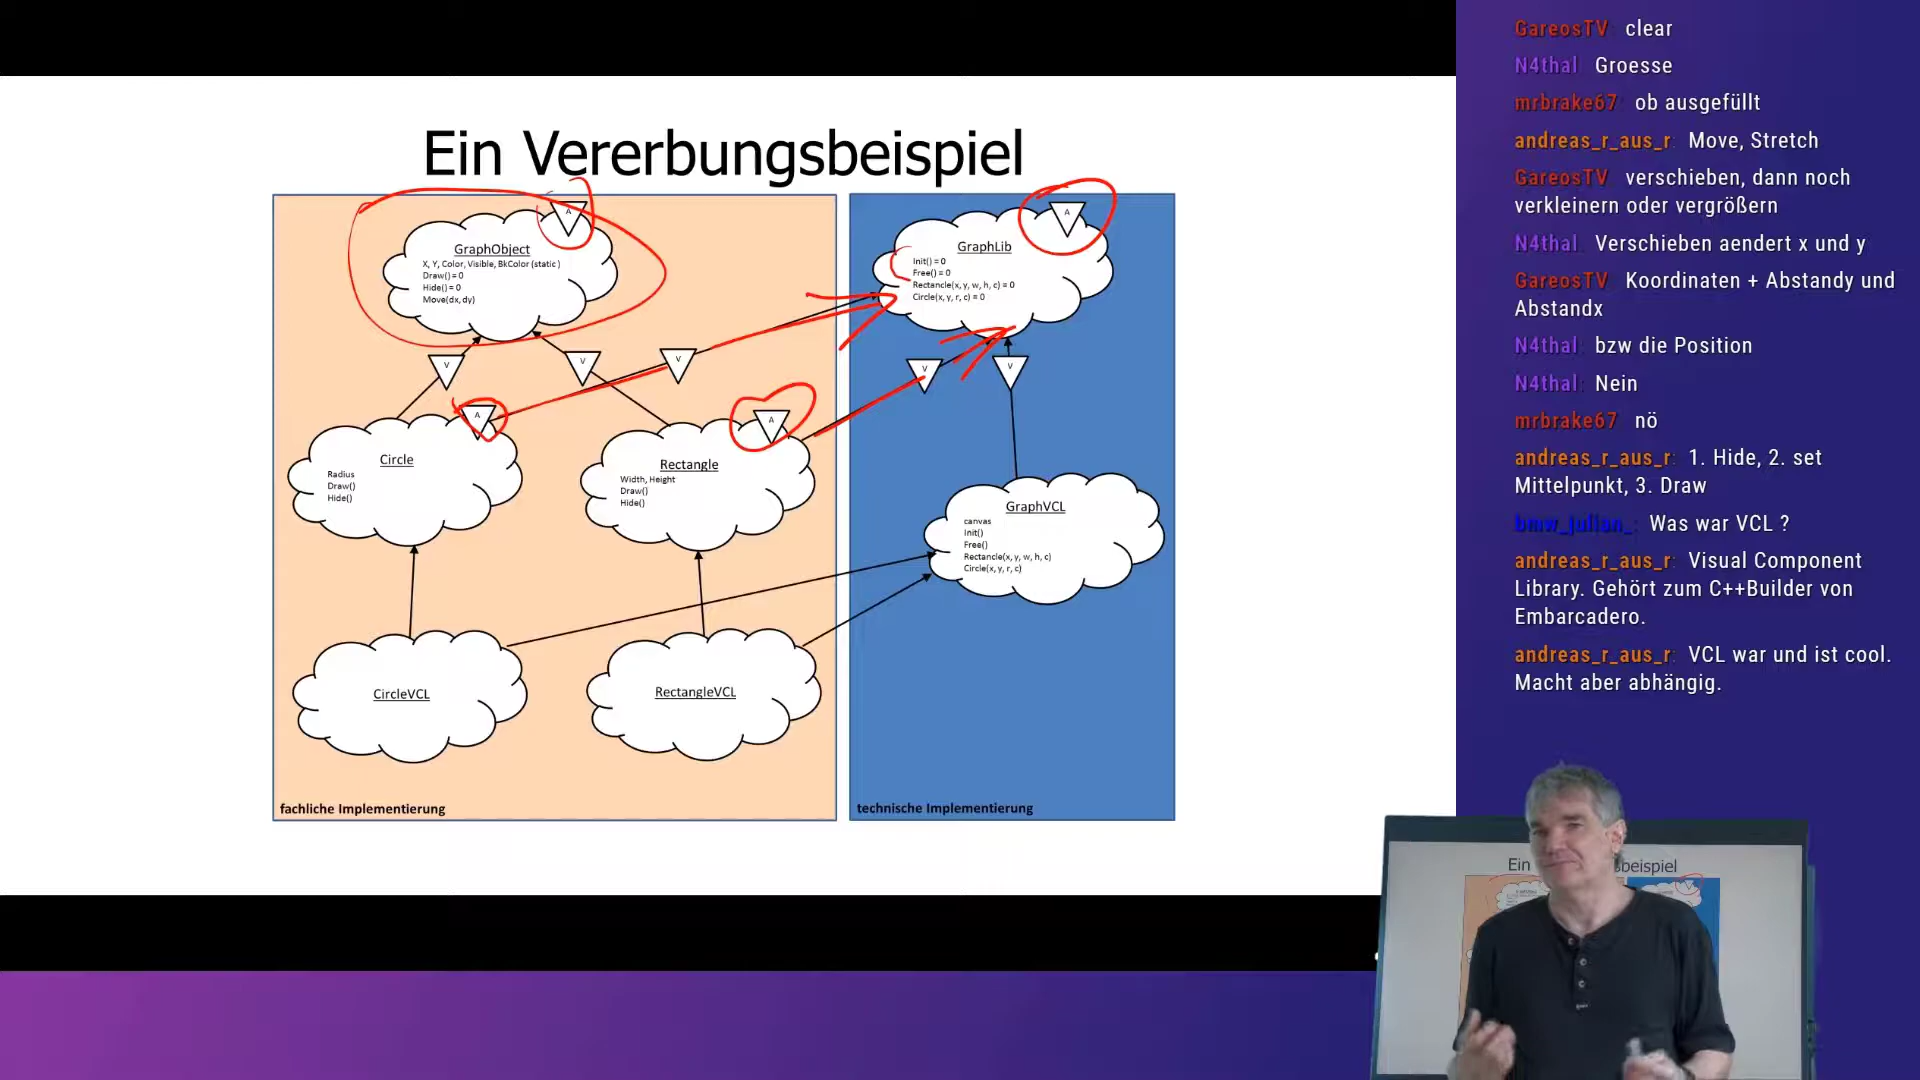 Ein Vererbungsbeispiel
A
GraphObject
X, Y, Color, Visible, BkColor (static )
Draw() = 0
Hide() = 0
Move(dx, dy)
A
GraphLib
Init() = 0
Free() = 0
Rectancle(x, y, w, h, c) = 0
Circle(x, y, r, c) = 0
V
V
V
V
V
A
Circle
Radius
Draw()
Hide()
A
Rectangle
Width, Height
Draw()
Hide()
GraphVCL
canvas
Init()
Free()
Rectancle(x, y, w, h, c)
Circle(x, y, r, c)
CircleVCL
RectangleVCL
fachliche Implementierung
technische Implementierung
GareosTV: clear
N4thal: Groesse
mrbrake67: ob ausgefüllt
andreas_r_aus_r: Move, Stretch
GareosTV: verschieben, dann noch
verkleinern oder vergrößern
N4thal: Verschieben aendert x und y
GareosTV: Koordinaten + Abstandy und
Abstandx
N4thal: bzw die Position
N4thal: Nein
mrbrake67: nö
andreas_r_aus_r: 1. Hide, 2. set
Mittelpunkt, 3. Draw
bmw_julian_: Was war VCL ?
andreas_r_aus_r: Visual Component
Library. Gehört zum C++Builder von
Embarcadero.
andreas_r_aus_r: VCL war und ist cool.
Macht aber abhängig.
Ein sbeispiel